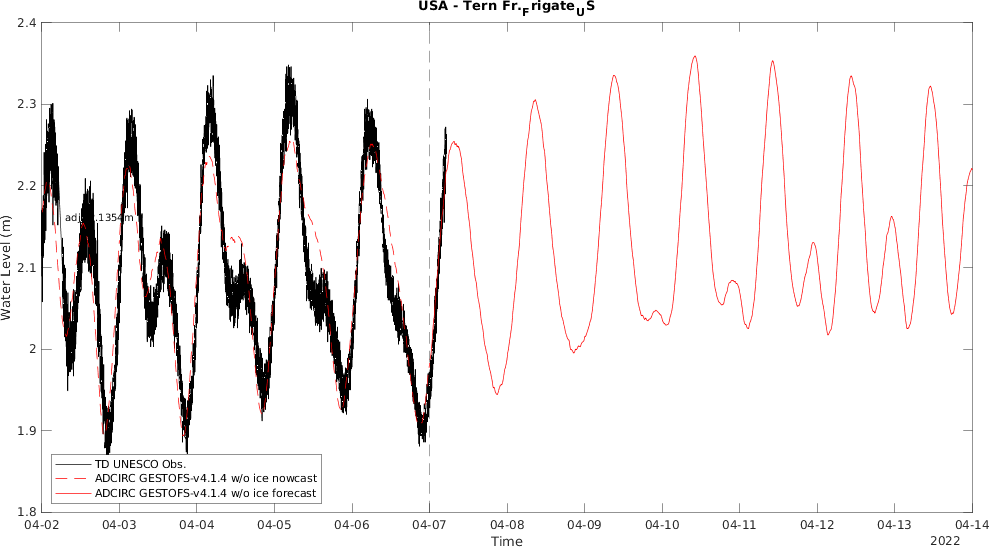 USA - Tern Fr.FrigateUS
2.4
2.3
2.2
2.1
2
1.9
1.8
Water Level (m)
TD UNESCO Obs.
ADCIRC GESTOFS-v4.1.4 w/o ice nowcast
ADCIRC GESTOFS-v4.1.4 w/o ice forecast
04-02 04-03 04-04 04-05 04-06 04-07 04-08 04-09 04-10 04-11 04-12 04-13 04-14
Time
2022